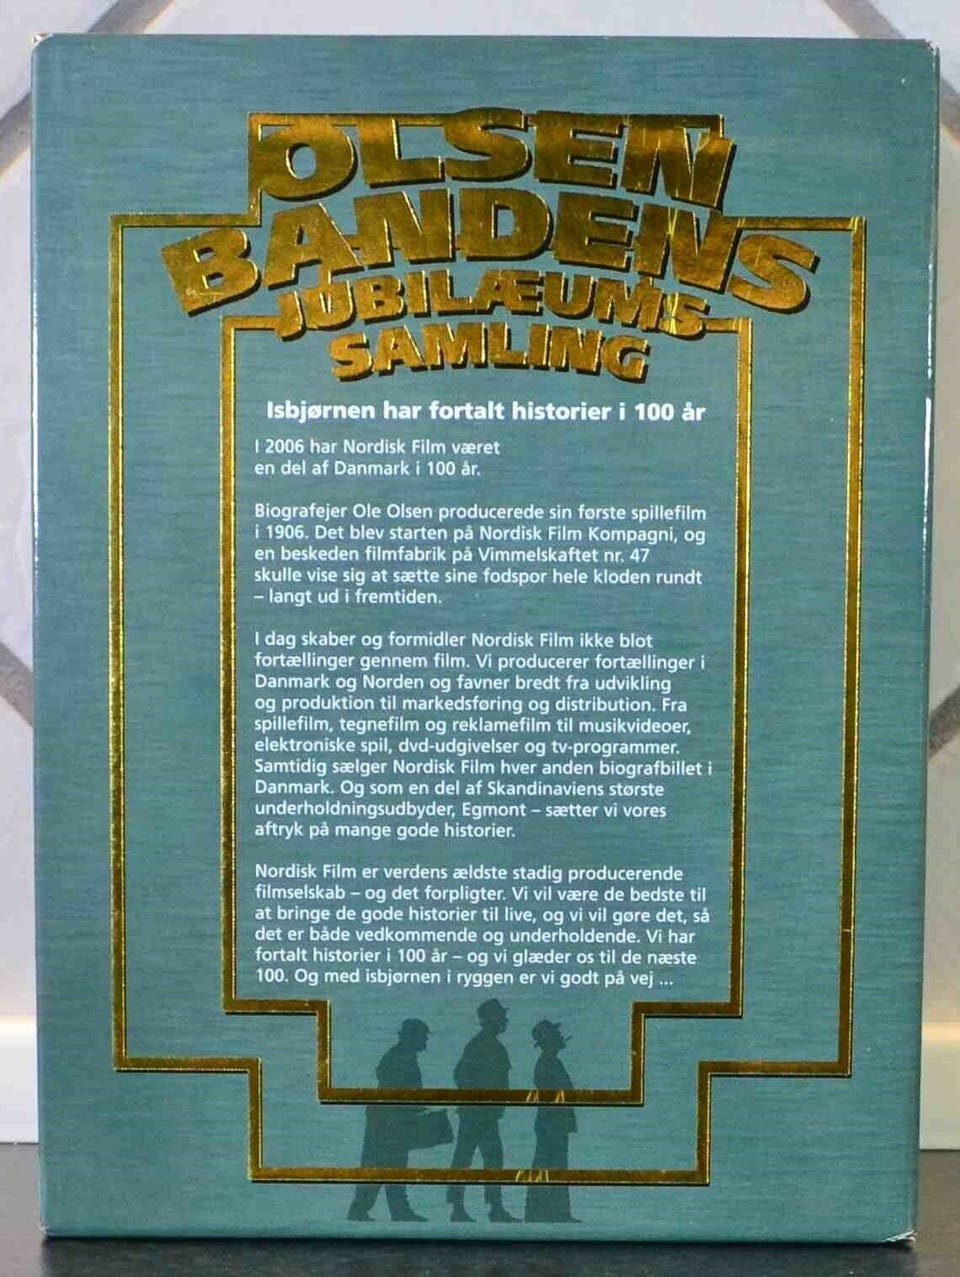 OLSEN
BANDENS
JUBILÆUMS
SAMLING
Isbjørnen har fortalt historier i 100 år
I 2006 har Nordisk Film været
en del af Danmark i 100 år.
Biografejer Ole Olsen producerede sin første spillefilm
i 1906. Det blev starten på Nordisk Film Kompagni, og
en beskeden filmfabrik på Vimmelskaftet nr. 47
skulle vise sig at sætte sine fodspor hele kloden rundt
– langt ud i fremtiden.
I dag skaber og formidler Nordisk Film ikke blot
fortællinger gennem film. Vi producerer fortællinger i
Danmark og Norden og favner bredt fra udvikling
og produktion til markedsføring og distribution. Fra
spillefilm, tegnefilm og reklamefilm til musikvideoer,
elektroniske spil, dvd-udgivelser og tv-programmer.
Samtidig sælger Nordisk Film hver anden biografbillet i
Danmark. Og som en del af Skandinaviens største
underholdningsudbyder, Egmont – sætter vi vores
aftryk på mange gode historier.
Nordisk Film er verdens ældste stadig producerende
filmselskab – og det forpligter. Vi vil være de bedste til
at bringe de gode historier til live, og vi vil gøre det, så
det er både vedkommende og underholdende. Vi har
fortalt historier i 100 år – og vi glæder os til de næste
100. Og med isbjørnen i ryggen er vi godt på vej ...